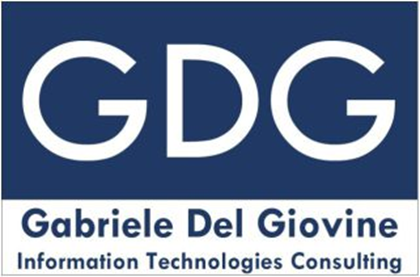 GDG
Gabriele Del Giovine
Information Technologies Consulting